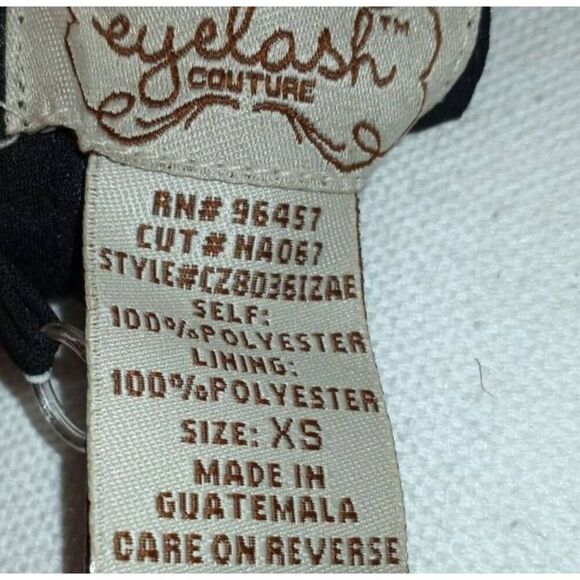 eyelash™
COUTURE
RN# 96457
CUT# NA067
STYLE#CZ8036IZAE
SELF:
100%POLYESTER
LINING:
100%POLYESTER
SIZE: XS
MADE IN
GUATEMALA
CARE ON REVERSE